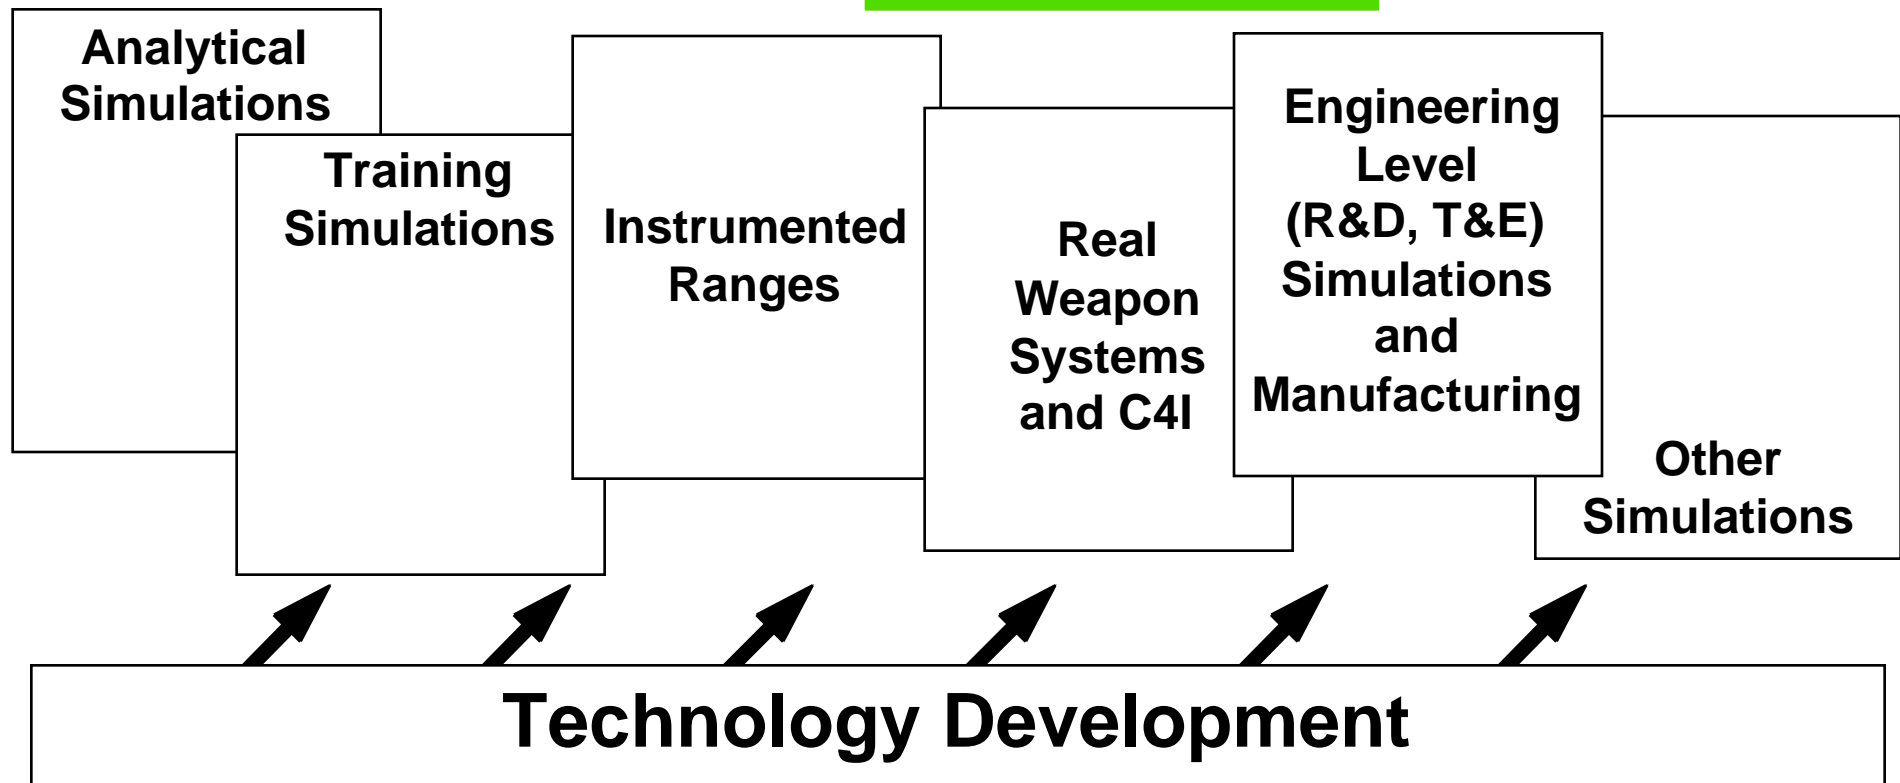 Analytical
Simulations
Training
Simulations
Instrumented
Ranges
Real
Weapon
Systems
and C4I
Engineering
Level
(R&D, T&E)
Simulations
and
Manufacturing
Other
Simulations
Technology Development